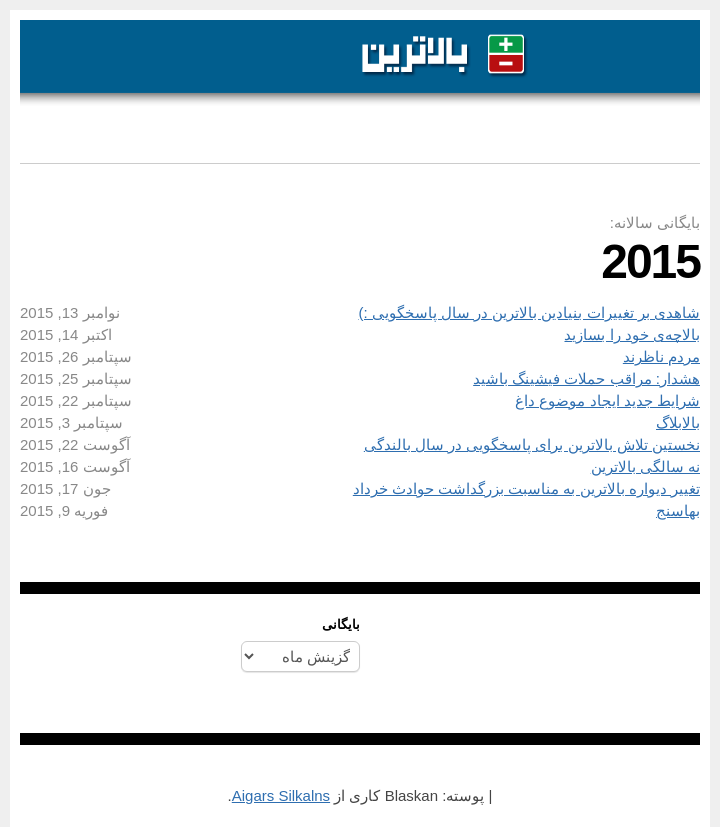 بالاترین
بایگانی سالانه:
2015
شاهدی بر تغییرات بنیادین بالاترین در سال پاسخگویی :) نوامبر 13, 2015
بالاچه‌ی خود را بسازید اکتبر 14, 2015
مردم ناظرند سپتامبر 26, 2015
هشدار: مراقب حملات فیشینگ باشید سپتامبر 25, 2015
شرایط جدید ایجاد موضوع داغ سپتامبر 22, 2015
بالابلاگ سپتامبر 3, 2015
نخستین تلاش بالاترین برای پاسخگویی در سال بالندگی آگوست 22, 2015
نه سالگی بالاترین آگوست 16, 2015
تغییر دیواره بالاترین به مناسبت بزرگداشت حوادث خرداد جون 17, 2015
بهاسنج فوریه 9, 2015
بایگانی
گزینش ماه
| پوسته: Blaskan کاری از Aigars Silkalns.